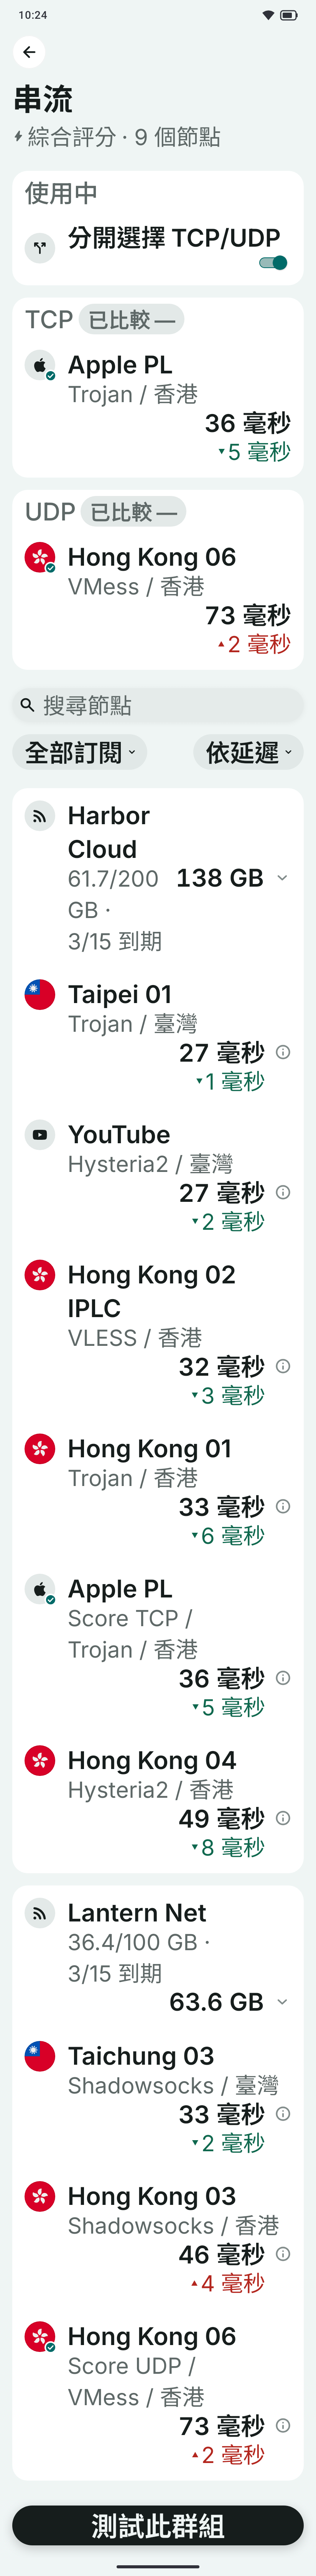 10:24
串流
綜合評分 · 9 個節點
使用中
分開選擇 TCP/UDP
TCP 已比較 —
Apple PL
Trojan / 香港
36 毫秒
▼5 毫秒
UDP 已比較 —
Hong Kong 06
VMess / 香港
73 毫秒
▲2 毫秒
搜尋節點
全部訂閱 依延遲
Harbor
Cloud
61.7/200 138 GB
GB ·
3/15 到期
Taipei 01
Trojan / 臺灣
27 毫秒
▼1 毫秒
YouTube
Hysteria2 / 臺灣
27 毫秒
▼2 毫秒
Hong Kong 02
IPLC
VLESS / 香港
32 毫秒
▼3 毫秒
Hong Kong 01
Trojan / 香港
33 毫秒
▼6 毫秒
Apple PL
Score TCP /
Trojan / 香港
36 毫秒
▼5 毫秒
Hong Kong 04
Hysteria2 / 香港
49 毫秒
▼8 毫秒
Lantern Net
36.4/100 GB ·
3/15 到期
63.6 GB
Taichung 03
Shadowsocks / 臺灣
33 毫秒
▼2 毫秒
Hong Kong 03
Shadowsocks / 香港
46 毫秒
▲4 毫秒
Hong Kong 06
Score UDP /
VMess / 香港
73 毫秒
▲2 毫秒
測試此群組